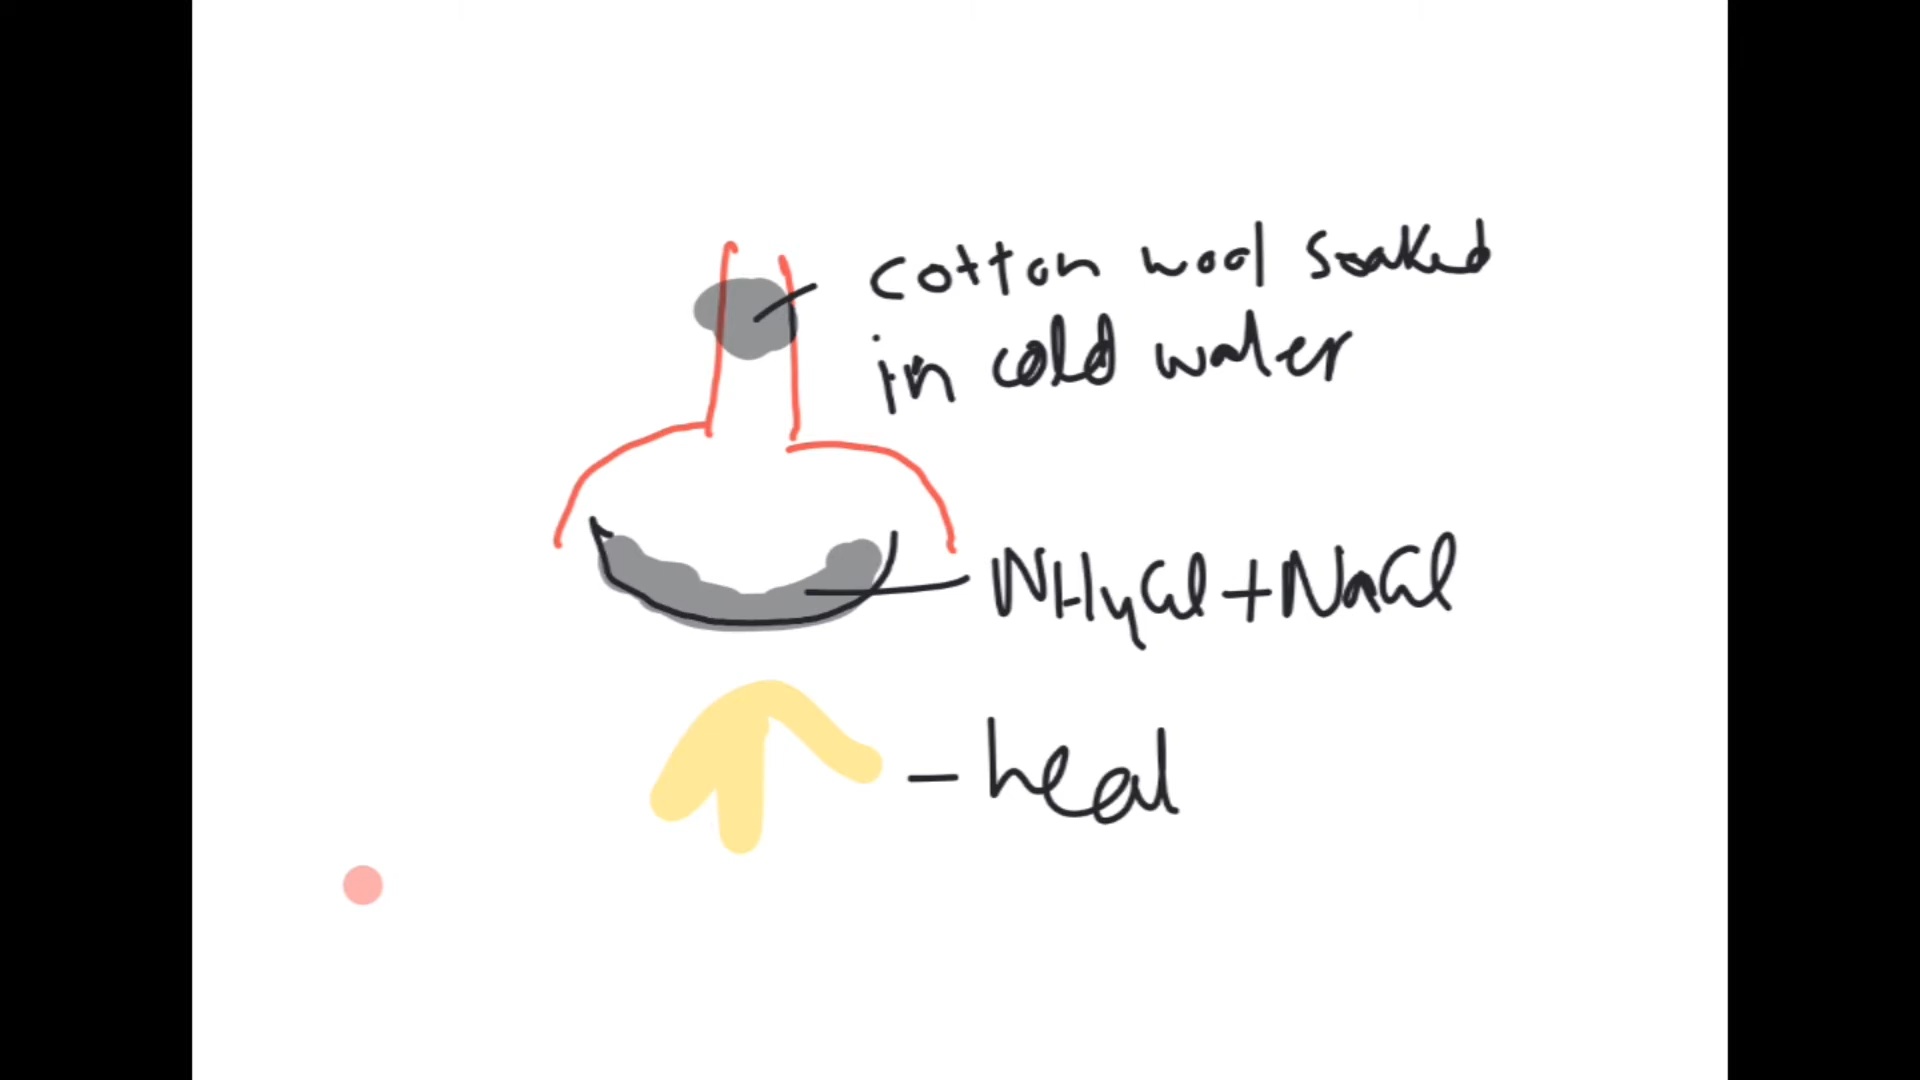 cotton wool soaked
in cold water
NH4Cl + NaCl
- heat